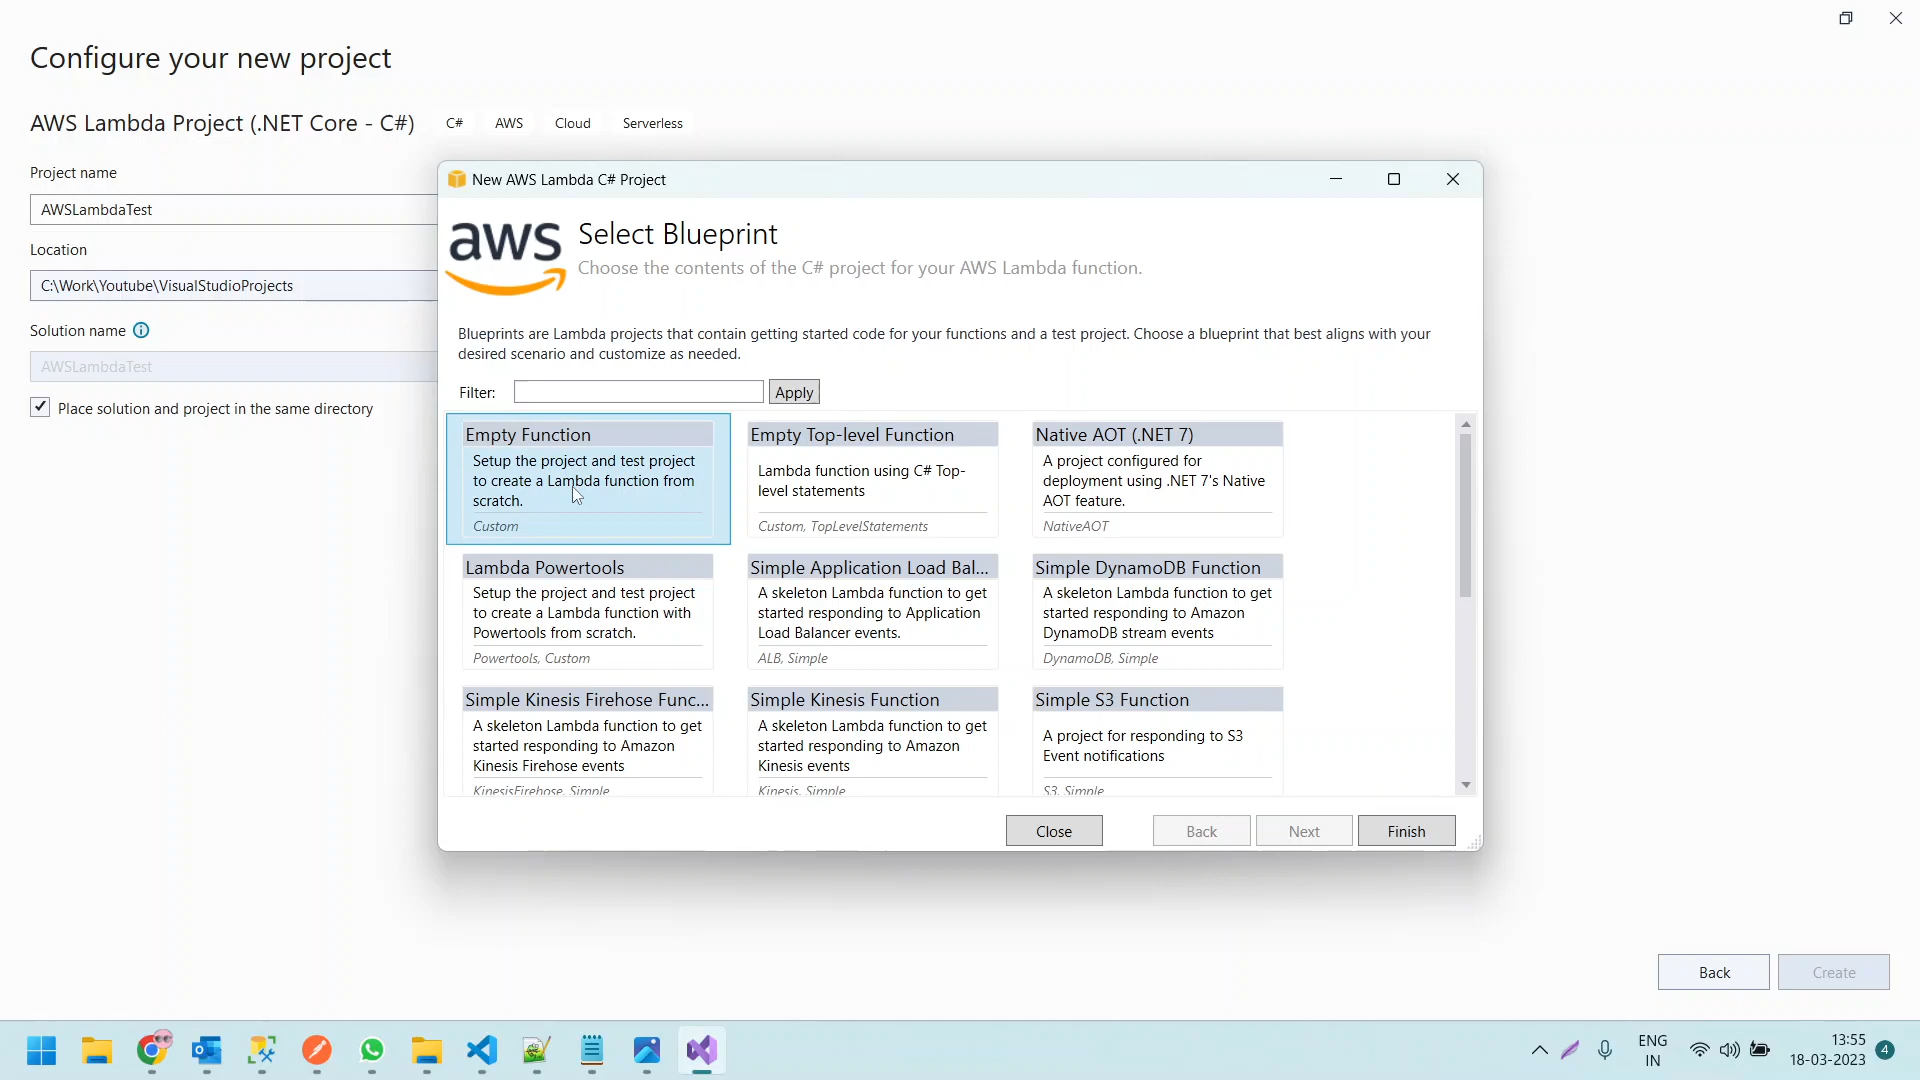 Configure your new project
AWS Lambda Project (.NET Core - C#)
C#
AWS
Cloud
Serverless
Project name
AWSLambdaTest
Location
C:\Work\Youtube\VisualStudioProjects
Solution name
AWSLambdaTest
Place solution and project in the same directory
New AWS Lambda C# Project
aws
Select Blueprint
Choose the contents of the C# project for your AWS Lambda function.
Blueprints are Lambda projects that contain getting started code for your functions and a test project. Choose a blueprint that best aligns with your
desired scenario and customize as needed.
Filter:
Apply
Empty Function
Setup the project and test project
to create a Lambda function from
scratch.
Custom
Empty Top-level Function
Lambda function using C# Top-
level statements
Custom, TopLevelStatements
Native AOT (.NET 7)
A project configured for
deployment using .NET 7's Native
AOT feature.
NativeAOT
Lambda Powertools
Setup the project and test project
to create a Lambda function with
Powertools from scratch.
Powertools, Custom
Simple Application Load Bal...
A skeleton Lambda function to get
started responding to Application
Load Balancer events.
ALB, Simple
Simple DynamoDB Function
A skeleton Lambda function to get
started responding to Amazon
DynamoDB stream events
DynamoDB, Simple
Simple Kinesis Firehose Func...
A skeleton Lambda function to get
started responding to Amazon
Kinesis Firehose events
KinesisFirehose, Simple
Simple Kinesis Function
A skeleton Lambda function to get
started responding to Amazon
Kinesis events
Kinesis, Simple
Simple S3 Function
A project for responding to S3
Event notifications
S3, Simple
Close
Back
Next
Finish
Back
Create
ENG
IN
13:55
18-03-2023
4